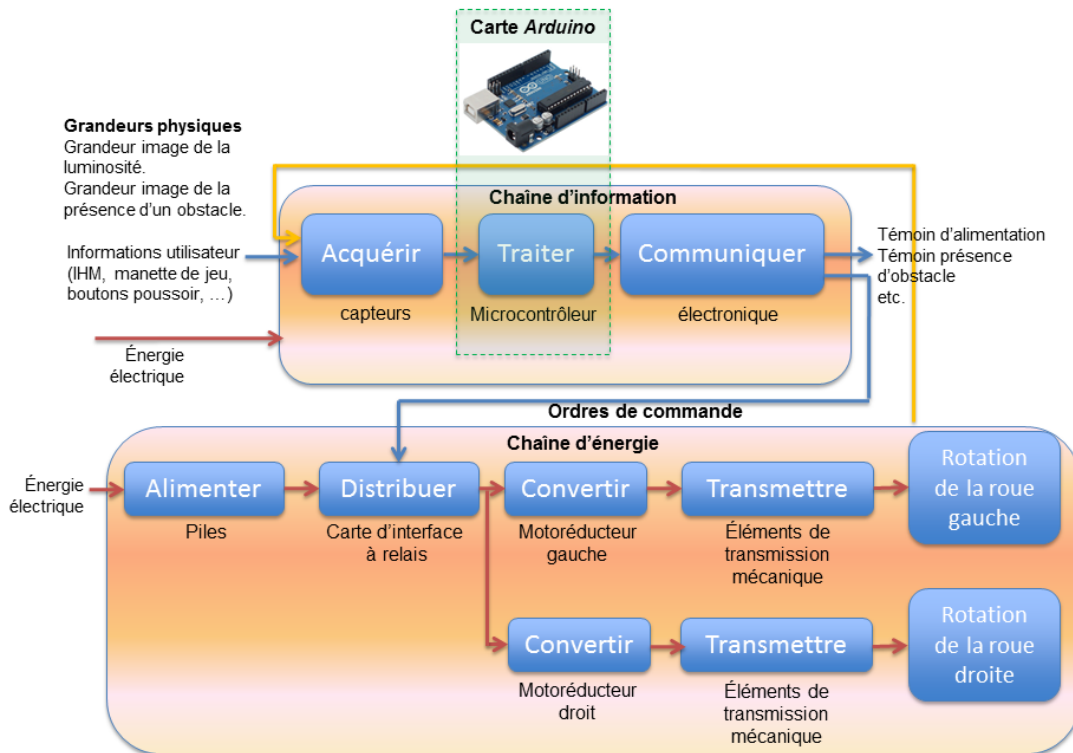 Carte Arduino
Grandeurs physiques
Grandeur image de la
luminosité.
Grandeur image de la
présence d'un obstacle.
Informations utilisateur
(IHM, manette de jeu,
boutons poussoir, …)
Énergie
électrique
Chaîne d'information
Acquérir
capteurs
Traiter
Microcontrôleur
Communiquer
électronique
Témoin d'alimentation
Témoin présence
d'obstacle
etc.
Ordres de commande
Chaîne d'énergie
Énergie
électrique
Alimenter
Piles
Distribuer
Carte d'interface
à relais
Convertir
Motoréducteur
gauche
Transmettre
Éléments de
transmission
mécanique
Rotation
de la roue
gauche
Convertir
Motoréducteur
droit
Transmettre
Éléments de
transmission
mécanique
Rotation
de la roue
droite